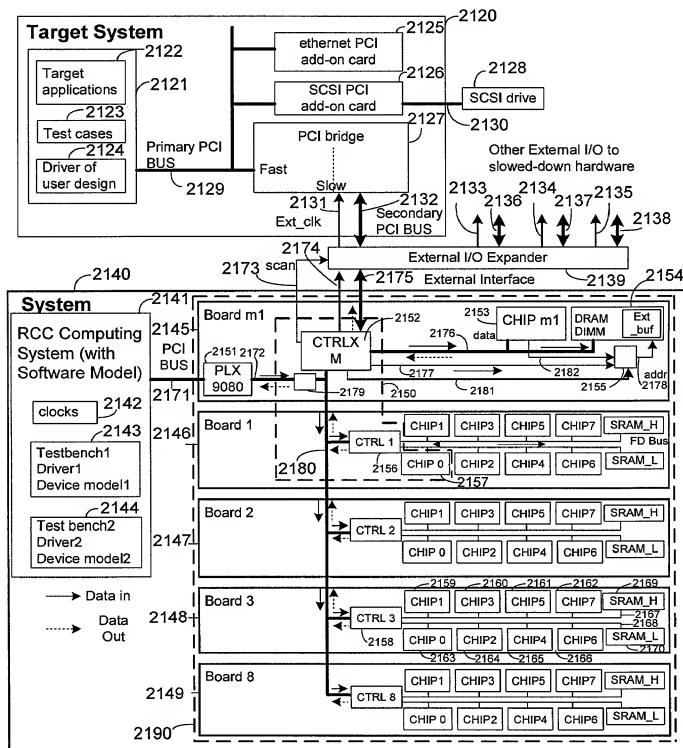 Target System
2120
2122
Target
applications
2121
2123
Test cases
2124
Driver of
user design
Primary PCI
BUS
2129
ethernet PCI
add-on card
2125
SCSI PCI
add-on card
2126
2127
PCI bridge
Fast
Slow
2128
SCSI drive
2130
2131
Ext_clk
2132
Secondary
PCI BUS
Other External I/O to
slowed-down hardware
2133
2136
2134
2137
2135
2138
External I/O Expander
2139
External Interface
2174
2173
scan
2175
2140
System
2141
RCC Computing
System (with
Software Model)
clocks
2142
2143
Testbench1
Driver1
Device model1
2144
Test bench2
Driver2
Device model2
Data in
Data
Out
PCI
BUS
2171
2145
Board m1
2151
PLX
9080
2172
2179
CTRLX
M
2152
2153
CHIP m1
2176
data
DRAM
DIMM
2154
Ext
_buf
2177
2181
2182
2155
addr
2178
2150
2146
Board 1
2180
CTRL 1
2156
CHIP1
CHIP3
CHIP5
CHIP7
SRAM_H
FD Bus
CHIP 0
CHIP2
CHIP4
CHIP6
SRAM_L
2157
2147
Board 2
CTRL 2
CHIP1
CHIP3
CHIP5
CHIP7
SRAM_H
CHIP 0
CHIP2
CHIP4
CHIP6
SRAM_L
2148
Board 3
2159
2160
2161
2162
2169
CHIP1
CHIP3
CHIP5
CHIP7
SRAM_H
2167
2168
CTRL 3
2158
CHIP 0
CHIP2
CHIP4
CHIP6
SRAM_L
2170
2163
2164
2165
2166
2149
Board 8
2190
CTRL 8
CHIP1
CHIP3
CHIP5
CHIP7
SRAM_H
CHIP 0
CHIP2
CHIP4
CHIP6
SRAM_L